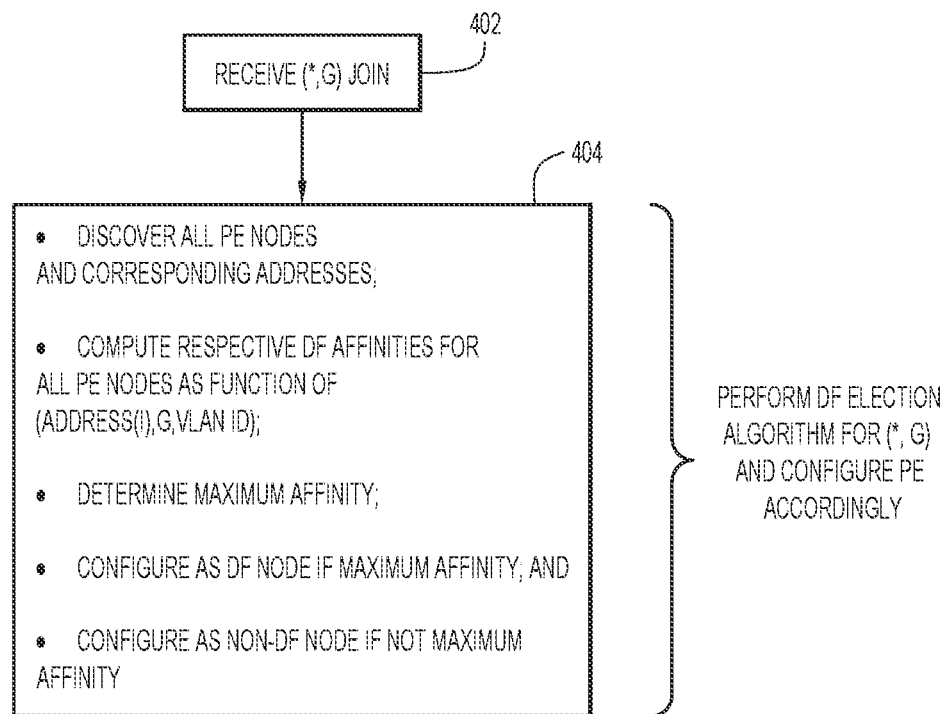 402
RECEIVE (*,G) JOIN
404
• DISCOVER ALL PE NODES
AND CORRESPONDING ADDRESSES;
• COMPUTE RESPECTIVE DF AFFINITIES FOR
ALL PE NODES AS FUNCTION OF
(ADDRESS(I),G,VLAN ID);
• DETERMINE MAXIMUM AFFINITY;
• CONFIGURE AS DF NODE IF MAXIMUM AFFINITY; AND
• CONFIGURE AS NON-DF NODE IF NOT MAXIMUM
AFFINITY
PERFORM DF ELECTION
ALGORITHM FOR (*, G)
AND CONFIGURE PE
ACCORDINGLY